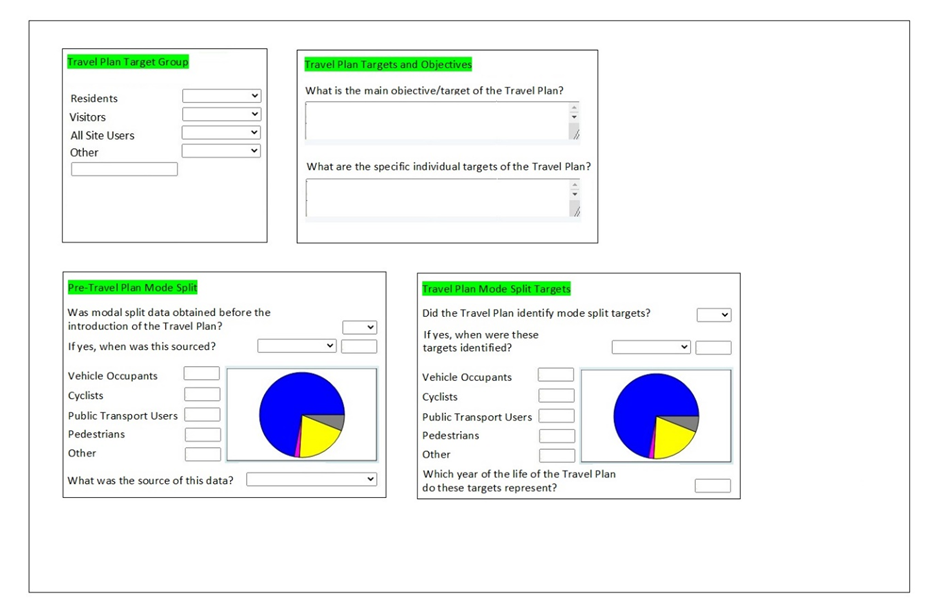 Travel Plan Target Group
Residents
Visitors
All Site Users
Other
Travel Plan Targets and Objectives
What is the main objective/target of the Travel Plan?
What are the specific individual targets of the Travel Plan?
Pre-Travel Plan Mode Split
Was modal split data obtained before the
introduction of the Travel Plan?
If yes, when was this sourced?
Vehicle Occupants
Cyclists
Public Transport Users
Pedestrians
Other
What was the source of this data?
Travel Plan Mode Split Targets
Did the Travel Plan identify mode split targets?
If yes, when were these
targets identified?
Vehicle Occupants
Cyclists
Public Transport Users
Pedestrians
Other
Which year of the life of the Travel Plan
do these targets represent?